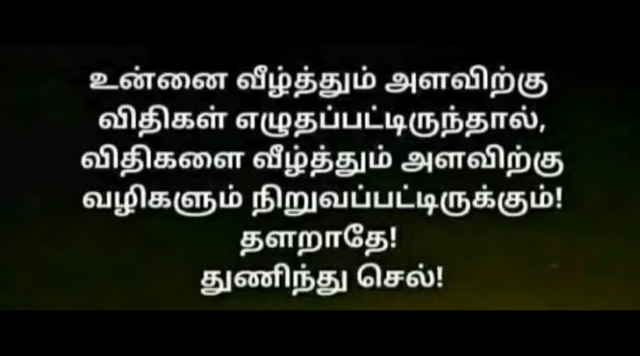 உன்னை வீழ்த்தும் அளவிற்கு
விதிகள் எழுதப்பட்டிருந்தால்,
விதிகளை வீழ்த்தும் அளவிற்கு
வழிகளும் நிறுவப்பட்டிருக்கும்!
தளறாதே!
துணிந்து செல்!